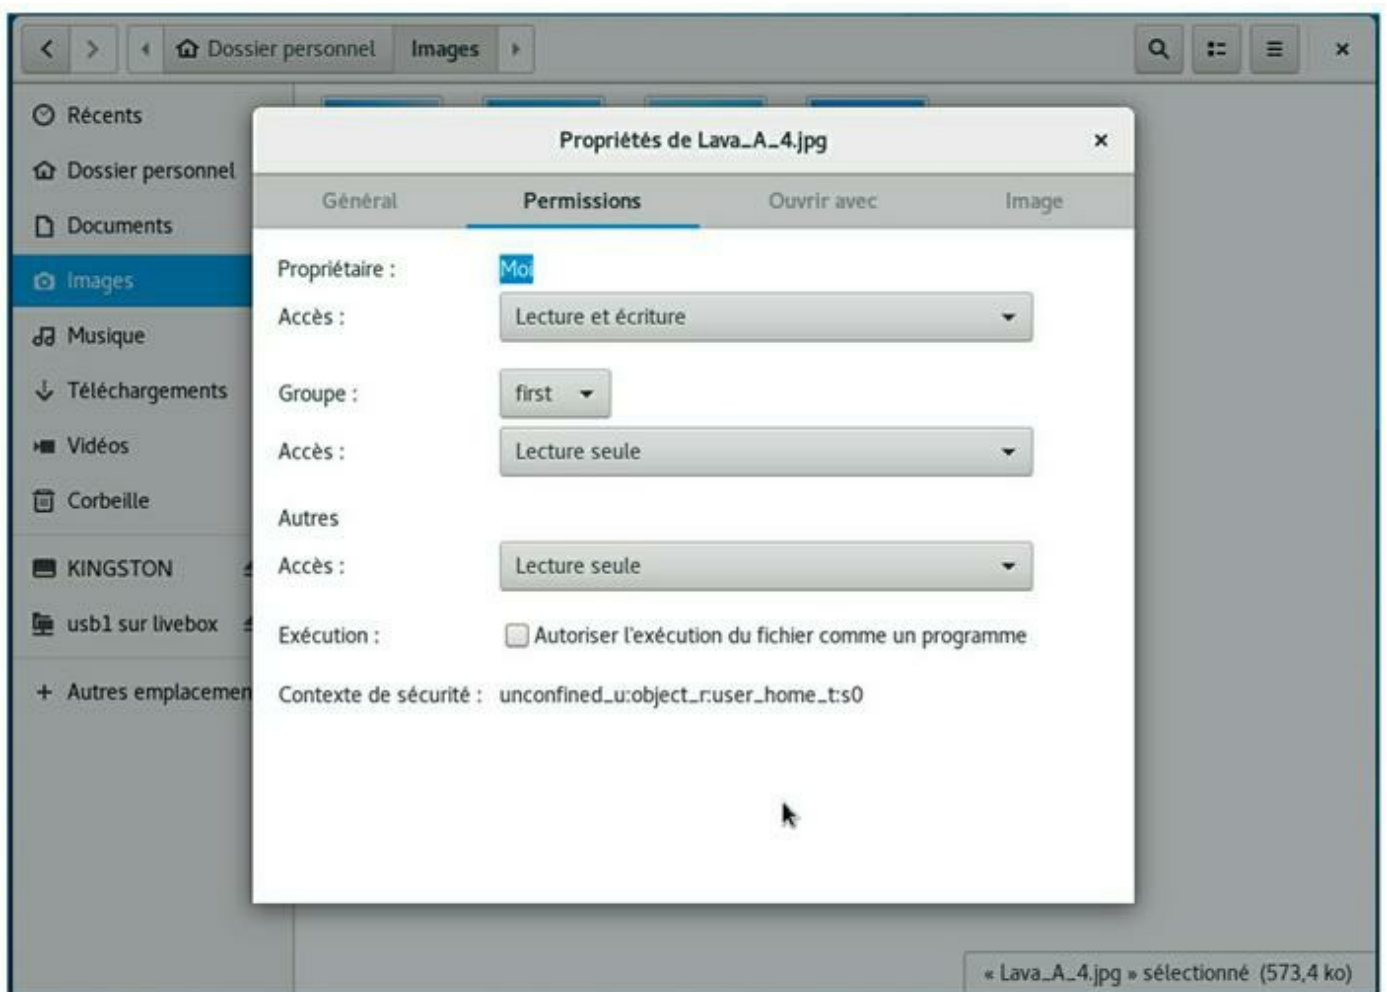 Dossier personnel Images
Récents
Dossier personnel
Documents
Images
Musique
Téléchargements
Vidéos
Corbeille
KINGSTON
usb1 sur livebox
+ Autres emplacemen
Propriétés de Lava_A_4.jpg
Général Permissions Ouvrir avec Image
Propriétaire : Moi
Accès : Lecture et écriture
Groupe : first
Accès : Lecture seule
Autres
Accès : Lecture seule
Exécution : Autoriser l'exécution du fichier comme un programme
Contexte de sécurité : unconfined_u:object_r:user_home_t:s0
« Lava_A_4.jpg » sélectionné (573,4 ko)